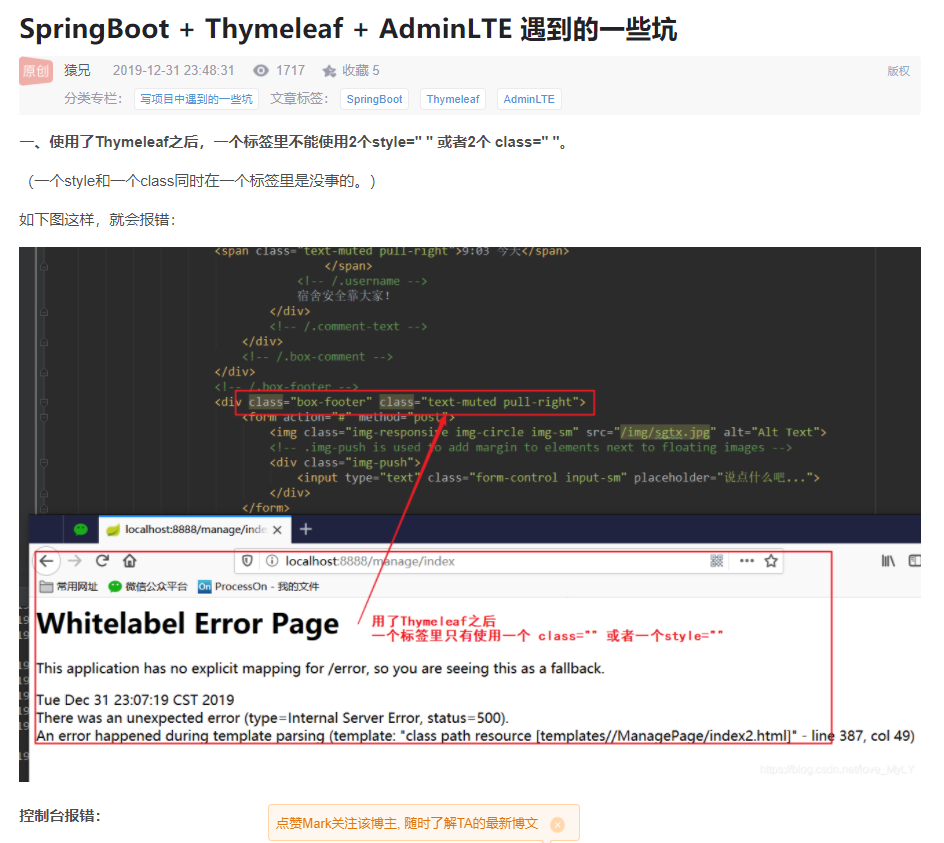 SpringBoot + Thymeleaf + AdminLTE 遇到的一些坑
原创 猿兄 2019-12-31 23:48:31 1717 收藏 5 版权
分类专栏： 写项目中遇到的一些坑 文章标签： SpringBoot Thymeleaf AdminLTE
一、使用了Thymeleaf之后，一个标签里不能使用2个style=" " 或者2个 class=" "。
（一个style和一个class同时在一个标签里是没事的。）
如下图这样，就会报错：
<span class="text-muted pull-right">9:03 今天</span>
</span>
<!-- /.username -->
宿舍安全靠大家！
</div>
<!-- /.comment-text -->
</div>
<!-- /.box-comment -->
</div>
<!-- /.box-footer -->
<div class="box-footer" class="text-muted pull-right">
<form action="#" method="post">
<img class="img-responsive img-circle img-sm" src="/img/sgtx.jpg" alt="Alt Text">
<!-- .img-push is used to add margin to elements next to floating images -->
<div class="img-push">
<input type="text" class="form-control input-sm" placeholder="说点什么吧...">
</div>
</form>
localhost:8888/manage/inde
localhost:8888/manage/index
常用网址 微信公众平台 On ProcessOn - 我的文件
Whitelabel Error Page
用了Thymeleaf之后
一个标签里只有使用一个 class="" 或者一个style=""
This application has no explicit mapping for /error, so you are seeing this as a fallback.
Tue Dec 31 23:07:19 CST 2019
There was an unexpected error (type=Internal Server Error, status=500).
An error happened during template parsing (template: "class path resource [templates//ManagePage/index2.html]" - line 387, col 49)
https://blog.csdn.net/love_MyLY
控制台报错：
点赞Mark关注该博主, 随时了解TA的最新博文